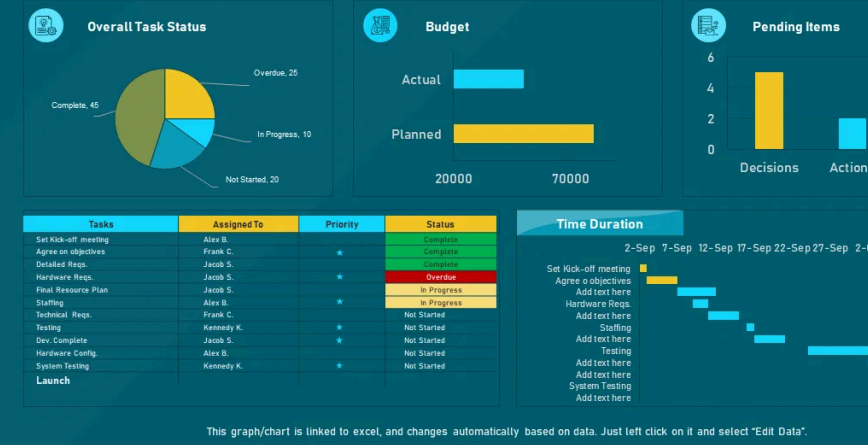 Overall Task Status
Overdue, 25
Complete, 45
In Progress, 10
Not Started, 20
Budget
Actual
Planned
20000 70000
Pending Items
6
4
2
0
Decisions Action
Tasks Assigned To Priority Status
Set Kick-off meeting Alex B. Complete
Agree on objectives Frank C. ★ Complete
Detailed Reqs. Jacob S. Complete
Hardware Reqs. Jacob S. ★ Overdue
Final Resource Plan Jacob S. In Progress
Staffing Alex B. ★ In Progress
Technical Reqs. Frank C. Not Started
Testing Kennedy K. ★ Not Started
Dev. Complete Jacob S. ★ Not Started
Hardware Config. Alex B. Not Started
System Testing Kennedy K. ★ Not Started
Launch
Time Duration
2-Sep 7-Sep 12-Sep 17-Sep 22-Sep 27-Sep
Set Kick-off meeting
Agree o objectives
Add text here
Hardware Reqs.
Add text here
Staffing
Add text here
Testing
Add text here
Add text here
System Testing
Add text here
This graph/chart is linked to excel, and changes automatically based on data. Just left click on it and select “Edit Data”.